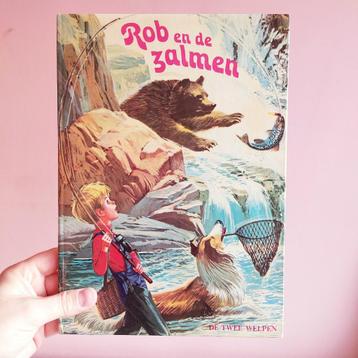 Rob en de
zalmen
DE TWEE WELPEN